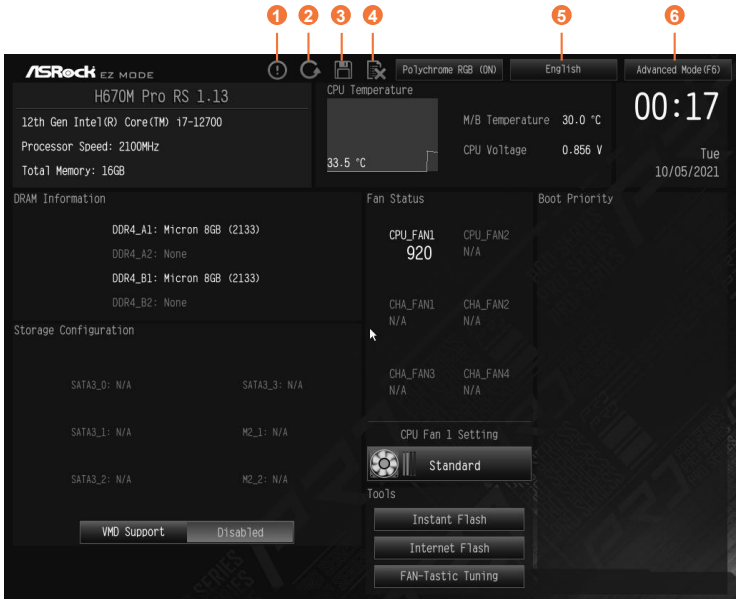 1 2 3 4 5 6
ASRock EZ MODE
Polychrome RGB (ON) English Advanced Mode(F6)
H670M Pro RS 1.13
12th Gen Intel(R) Core(TM) i7-12700
Processor Speed: 2100MHz
Total Memory: 16GB
CPU Temperature
33.5 °C
M/B Temperature 30.0 °C
CPU Voltage 0.856 V
00:17
Tue
10/05/2021
DRAM Information
DDR4_A1: Micron 8GB (2133)
DDR4_A2: None
DDR4_B1: Micron 8GB (2133)
DDR4_B2: None
Storage Configuration
SATA3_0: N/A SATA3_3: N/A
SATA3_1: N/A M2_1: N/A
SATA3_2: N/A M2_2: N/A
VMD Support Disabled
Fan Status
CPU_FAN1 CPU_FAN2
920 N/A
CHA_FAN1 CHA_FAN2
N/A N/A
CHA_FAN3 CHA_FAN4
N/A N/A
CPU Fan 1 Setting
Standard
Tools
Instant Flash
Internet Flash
FAN-Tastic Tuning
Boot Priority